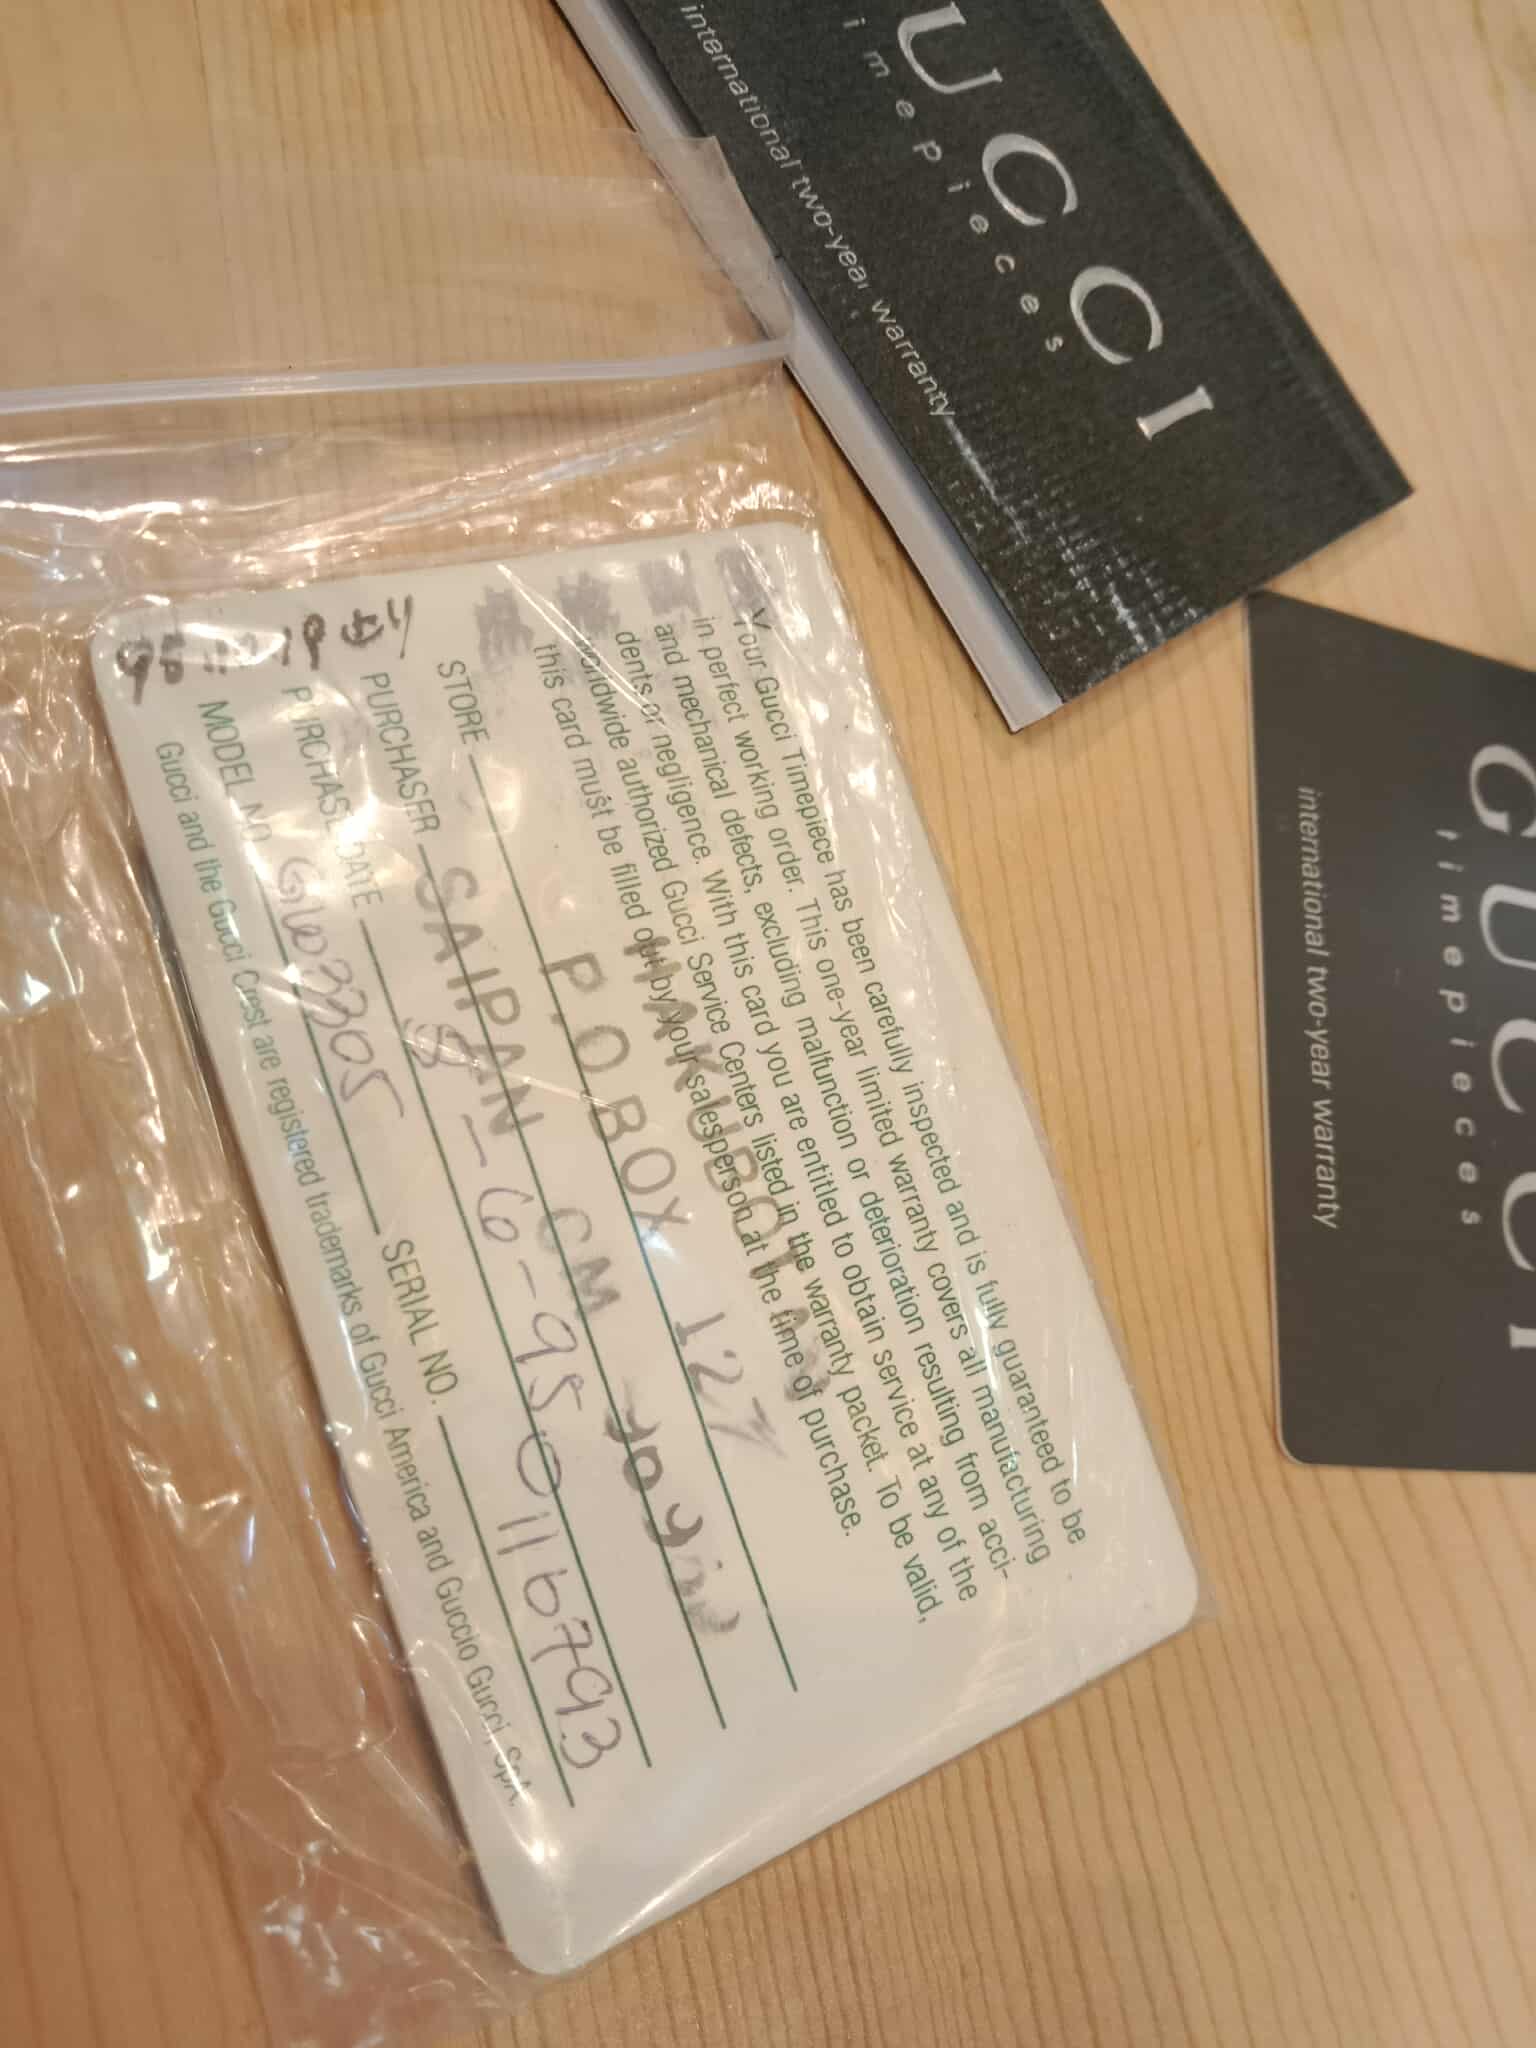 UCCI
imepieces
international two-year warranty
GUCCI
timepieces
international two-year warranty
Your Gucci Timepiece has been carefully inspected and is fully guaranteed to be
in perfect working order. This one-year limited warranty covers all manufacturing
and mechanical defects, excluding malfunction or deterioration resulting from acci-
dents or negligence. With this card you are entitled to obtain service at any of the
worldwide authorized Gucci Service Centers listed in the warranty packet. To be valid,
this card must be filled out by your salesperson at the time of purchase.
STORE P.O BOX 127
PURCHASER SAIPAN CM
PURCHASE DATE 8-6-95
MODEL NO. SERIAL NO. 0116793
Gucci and the Gucci Crest are registered trademarks of Gucci America and Guccio Gucci, SpA.